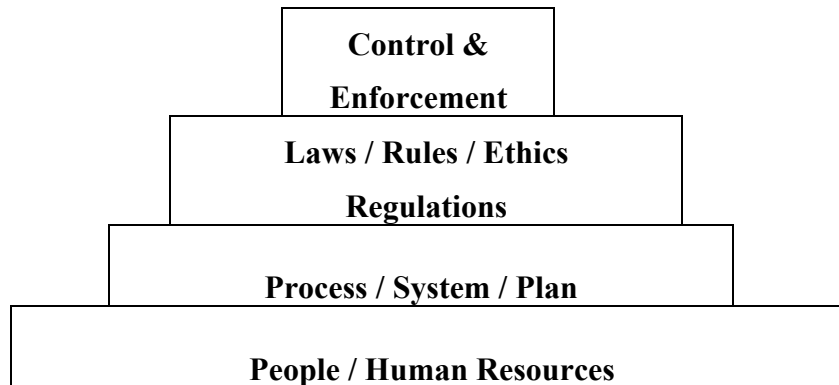 Control &
Enforcement
Laws / Rules / Ethics
Regulations
Process / System / Plan
People / Human Resources